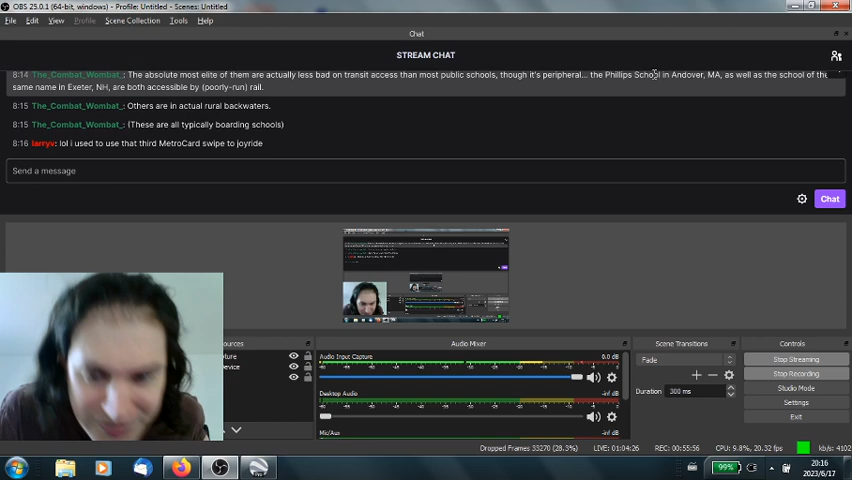 OBS 25.0.1 (64-bit, windows) - Profile: Untitled - Scenes: Untitled
File Edit View Profile Scene Collection Tools Help
Chat
STREAM CHAT
8:14 The_Combat_Wombat_: The absolute most elite of them are actually less bad on transit access than most public schools, though it's peripheral... the Phillips School in Andover, MA, as well as the school of the
same name in Exeter, NH, are both accessible by (poorly-run) rail.
8:15 The_Combat_Wombat_: Others are in actual rural backwaters.
8:15 The_Combat_Wombat_: (These are all typically boarding schools)
8:16 larryv: lol i used to use that third MetroCard swipe to joyride
Send a message
Chat
ources
ture
Device
Audio Mixer
Audio Input Capture 0.0 dB
Desktop Audio -inf dB
Mic/Aux -inf dB
Scene Transitions
Fade
Duration 300 ms
Controls
Stop Streaming
Stop Recording
Studio Mode
Settings
Exit
Dropped Frames 33270 (28.3%) LIVE: 01:04:26 REC: 00:55:56 CPU: 9.8%, 20.32 fps kb/s: 4102
99%
20:16
2023/6/17